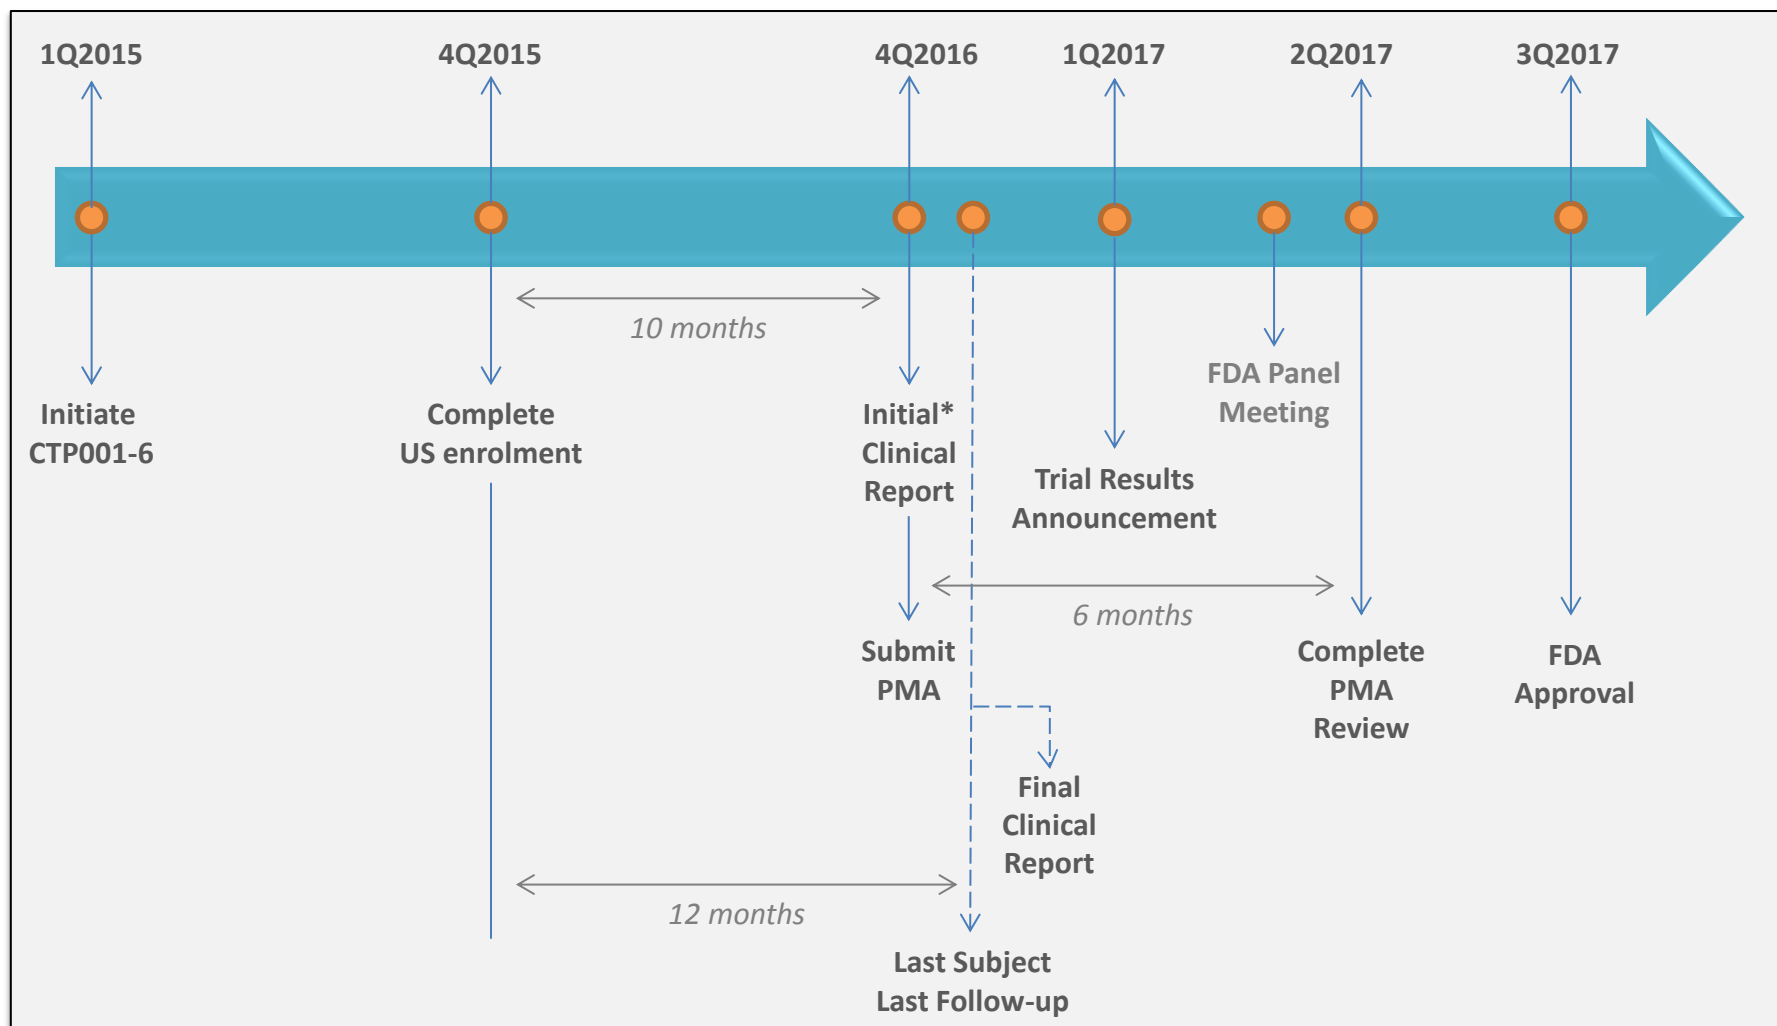 1Q2015
4Q2015
4Q2016
1Q2017
2Q2017
3Q2017
10 months
Initiate
CTP001-6
Complete
US enrolment
Initial*
Clinical
Report
Trial Results
Announcement
FDA Panel
Meeting
6 months
Submit
PMA
Complete
PMA
Review
FDA
Approval
Final
Clinical
Report
12 months
Last Subject
Last Follow-up